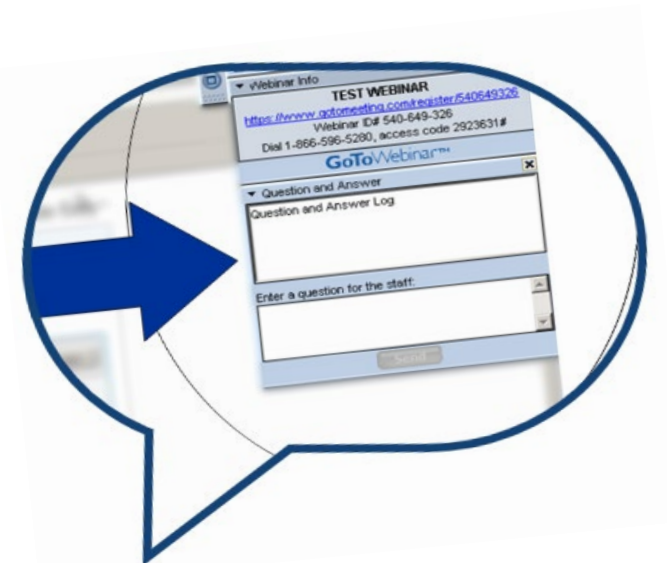 Webinar Info
TEST WEBINAR
https://www.gotomeeting.com/register/540649326
Webinar ID# 540-649-326
Dial 1-866-596-5280, access code 2923631#
GoToWebinar™
Question and Answer
Question and Answer Log
Enter a question for the staff:
Send